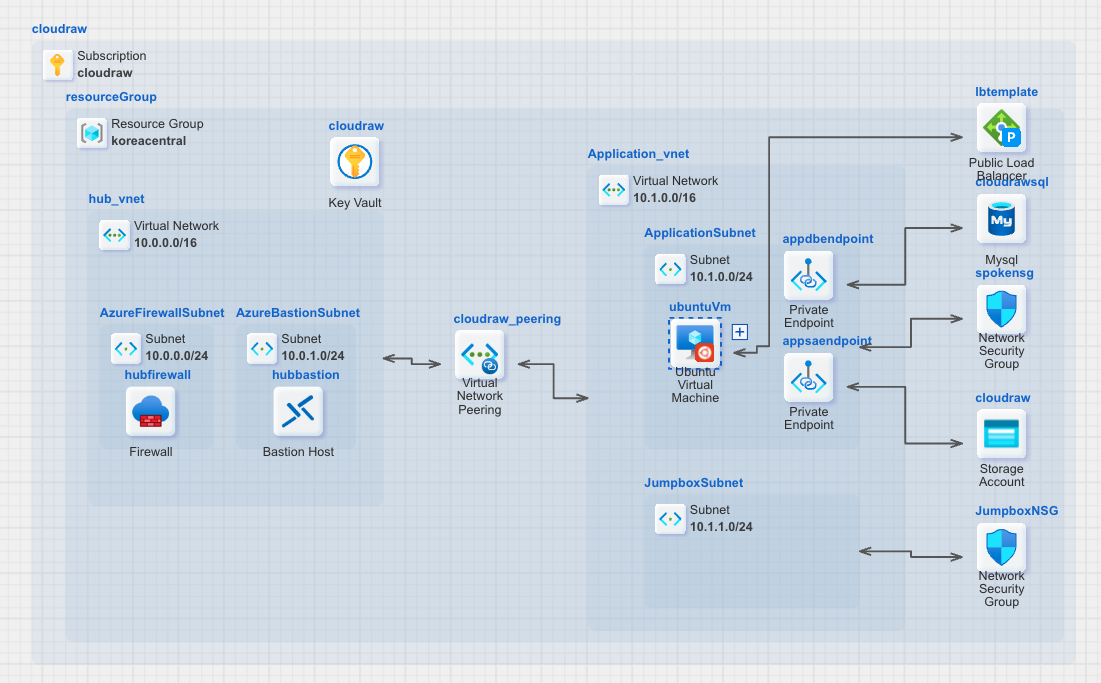 cloudraw
Subscription
cloudraw
resourceGroup
Resource Group
koreacentral
cloudraw
Key Vault
hub_vnet
Virtual Network
10.0.0.0/16
AzureFirewallSubnet
Subnet
10.0.0.0/24
hubfirewall
Firewall
AzureBastionSubnet
Subnet
10.0.1.0/24
hubbastion
Bastion Host
cloudraw_peering
Virtual
Network
Peering
Application_vnet
Virtual Network
10.1.0.0/16
ApplicationSubnet
Subnet
10.1.0.0/24
ubuntuVm
Ubuntu
Virtual
Machine
appdbendpoint
Private
Endpoint
appsaendpoint
Private
Endpoint
JumpboxSubnet
Subnet
10.1.1.0/24
lbtemplate
P
Public Load
Balancer
cloudrawsql
My
Mysql
spokensg
Network
Security
Group
cloudraw
Storage
Account
JumpboxNSG
Network
Security
Group